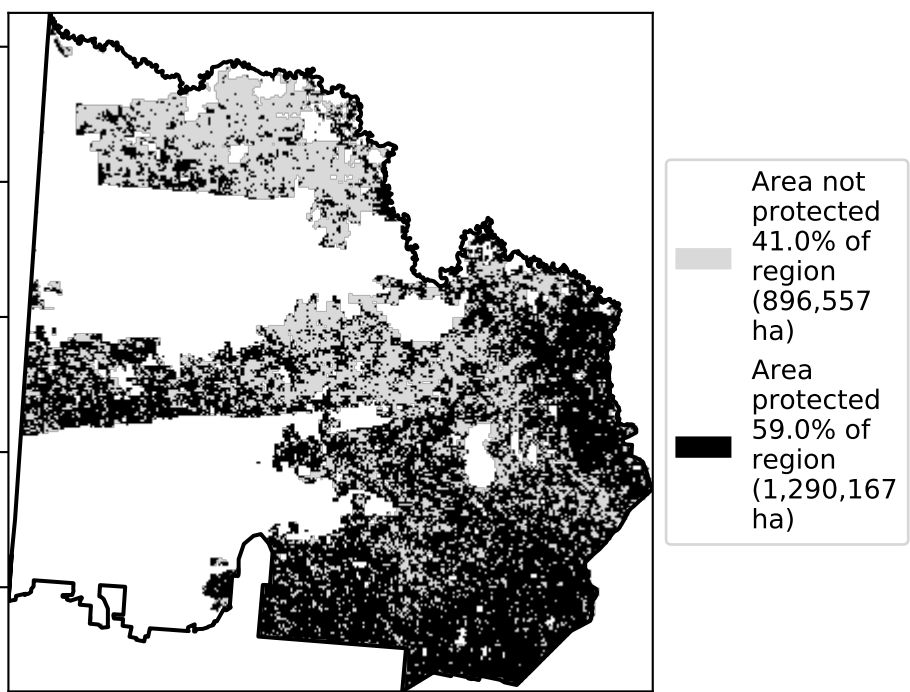 Area not
protected
41.0% of
region
(896,557
ha)
Area
protected
59.0% of
region
(1,290,167
ha)